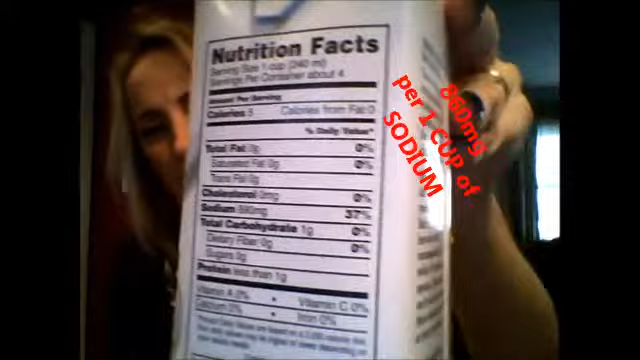 Nutrition Facts
Serving Size 1 cup (240 ml)
Servings Per Container about 4
Amount Per Serving
Calories 5 Calories from Fat 0
% Daily Value*
Total Fat 0g 0%
Saturated Fat 0g 0%
Trans Fat 0g
Cholesterol 0mg 0%
Sodium 37%
Total Carbohydrate 1g 0%
Dietary Fiber 0g 0%
Sugars 0g
Protein less than 1g
Vitamin A 0% • Vitamin C 0%
Calcium 0% • Iron 0%
860mg
per 1 CUP of
SODIUM